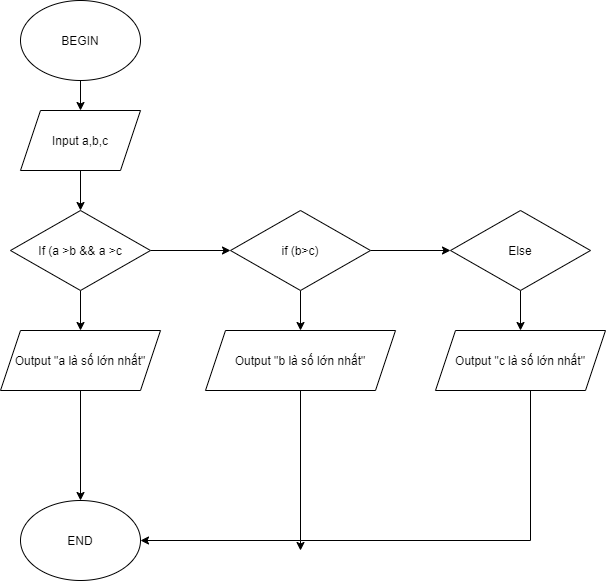 BEGIN
Input a,b,c
If (a >b && a >c
if (b>c)
Else
Output "a là số lớn nhất"
Output "b là số lớn nhất"
Output "c là số lớn nhất"
END